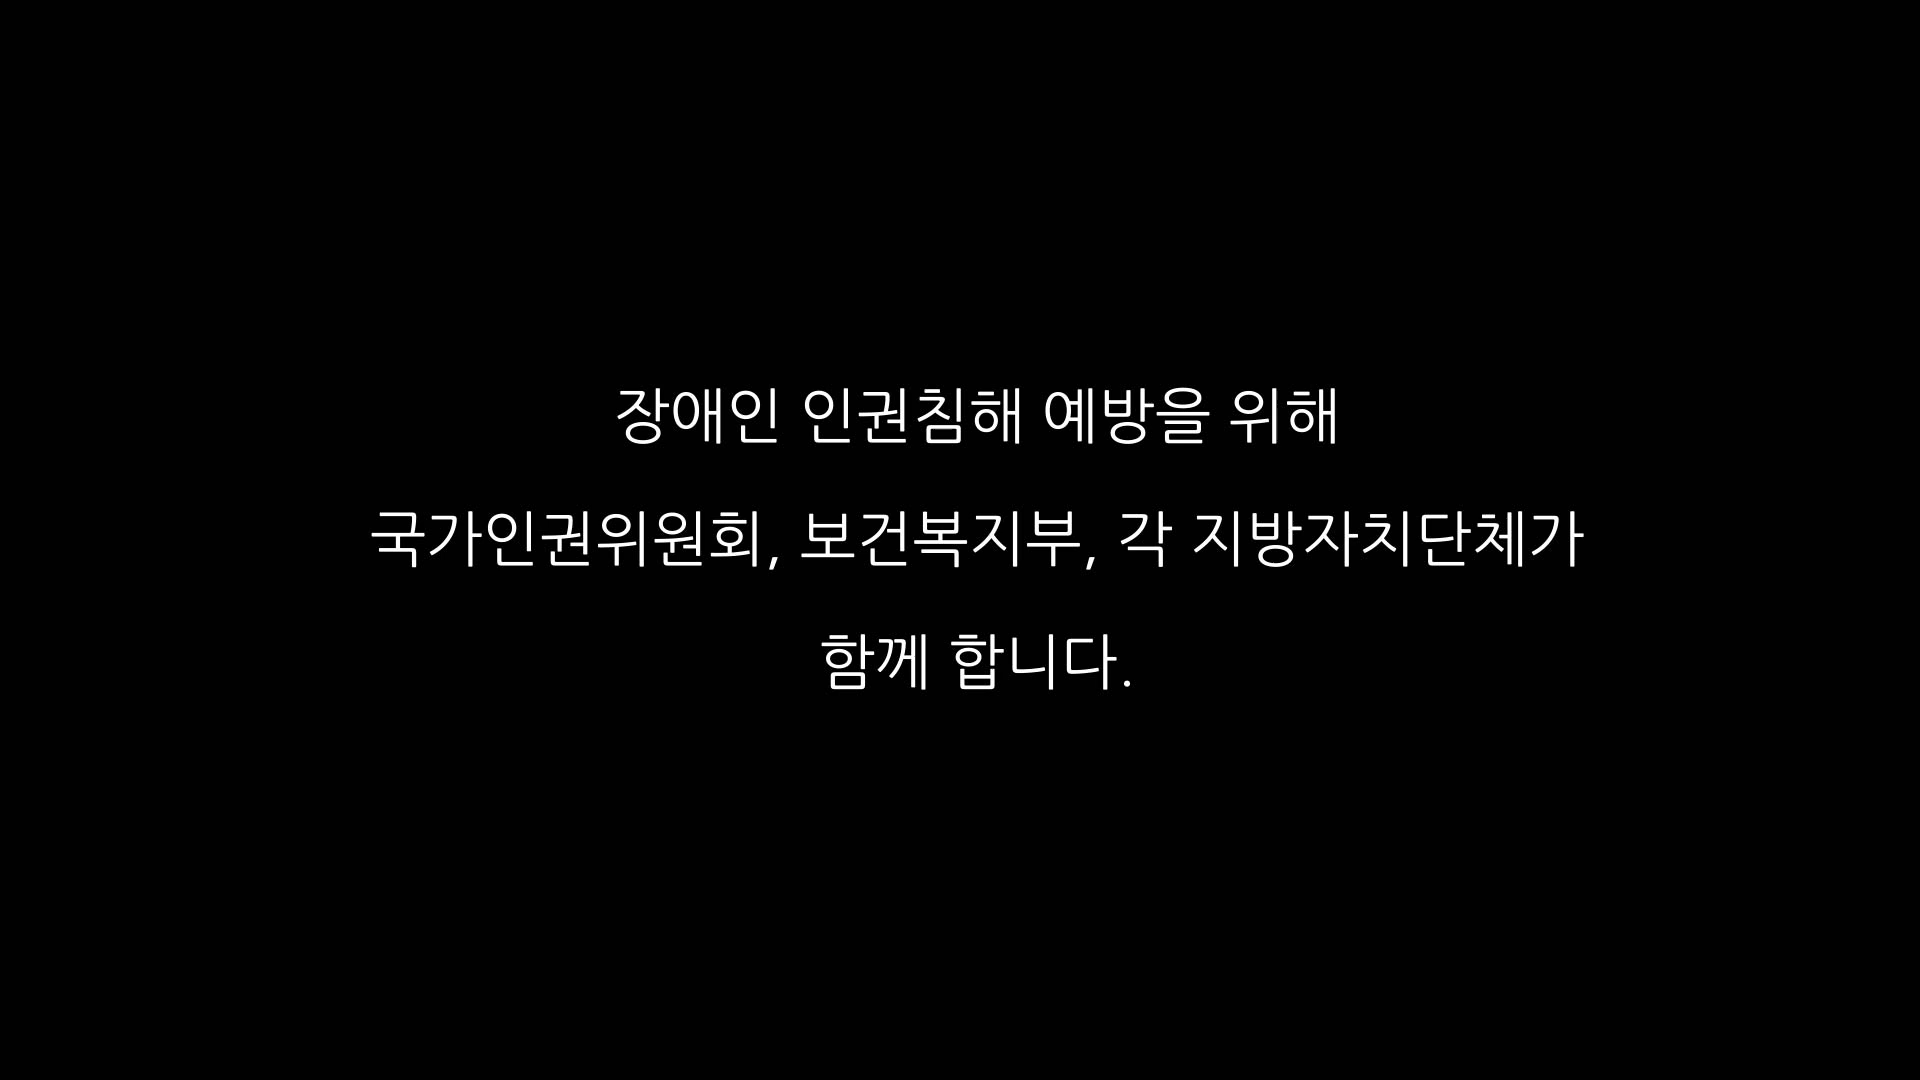 장애인 인권침해 예방을 위해
국가인권위원회, 보건복지부, 각 지방자치단체가
함께 합니다.